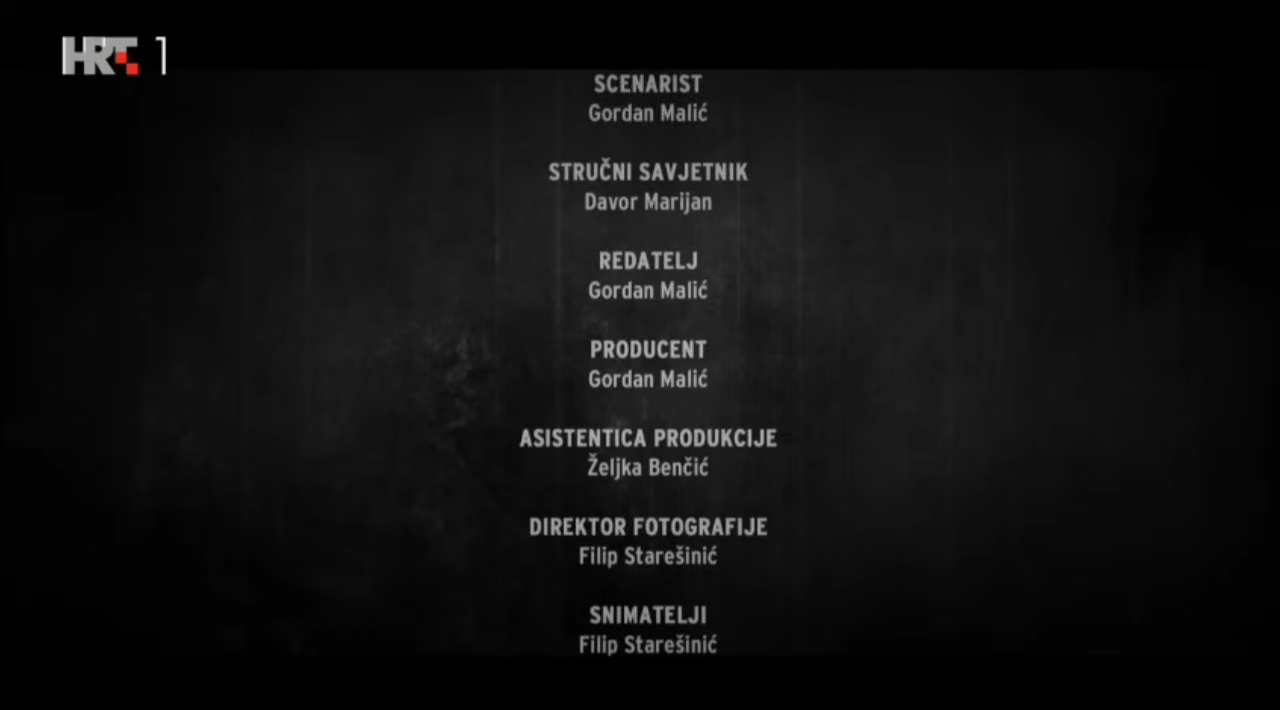 HRT 1
SCENARIST
Gordan Malić
STRUČNI SAVJETNIK
Davor Marijan
REDATELJ
Gordan Malić
PRODUCENT
Gordan Malić
ASISTENTICA PRODUKCIJE
Željka Benčić
DIREKTOR FOTOGRAFIJE
Filip Starešinić
SNIMATELJI
Filip Starešinić